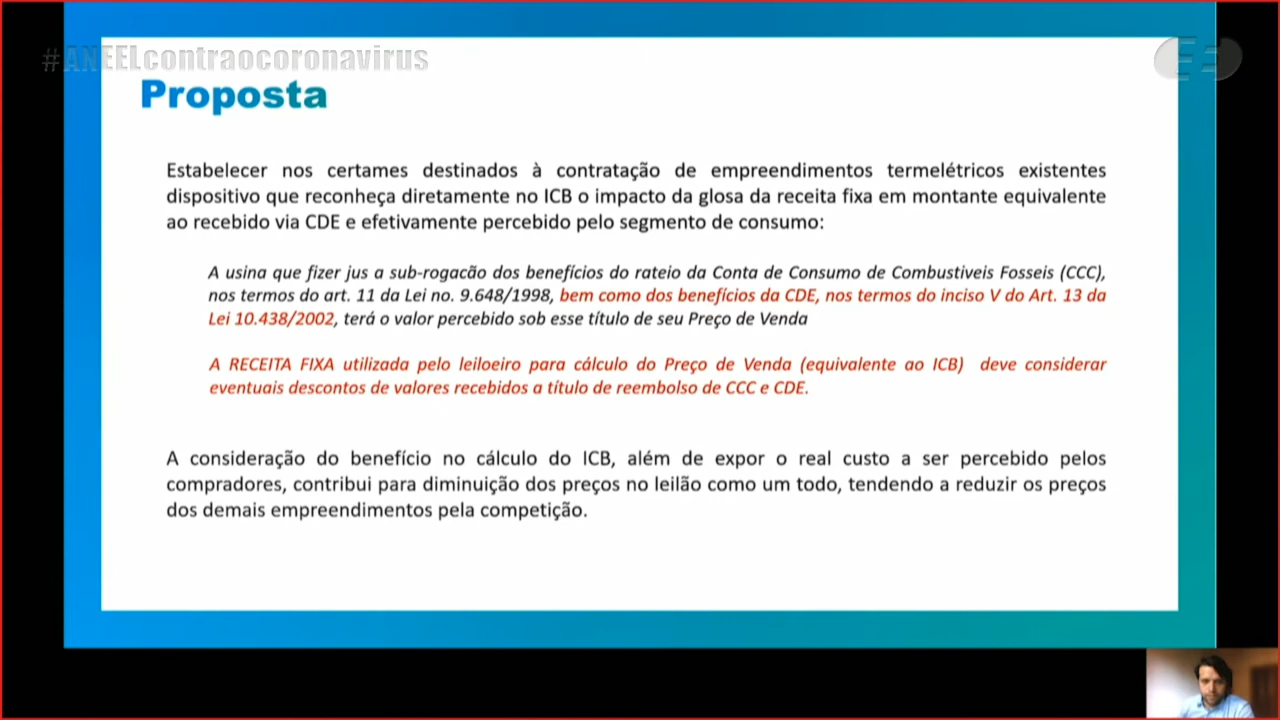 #ANEELcontraocoronavirus
Proposta
Estabelecer nos certames destinados à contratação de empreendimentos termelétricos existentes
dispositivo que reconheça diretamente no ICB o impacto da glosa da receita fixa em montante equivalente
ao recebido via CDE e efetivamente percebido pelo segmento de consumo:
A usina que fizer jus a sub-rogacão dos benefícios do rateio da Conta de Consumo de Combustiveis Fosseis (CCC),
nos termos do art. 11 da Lei no. 9.648/1998, bem como dos benefícios da CDE, nos termos do inciso V do Art. 13 da
Lei 10.438/2002, terá o valor percebido sob esse título de seu Preço de Venda
A RECEITA FIXA utilizada pelo leiloeiro para cálculo do Preço de Venda (equivalente ao ICB) deve considerar
eventuais descontos de valores recebidos a título de reembolso de CCC e CDE.
A consideração do benefício no cálculo do ICB, além de expor o real custo a ser percebido pelos
compradores, contribui para diminuição dos preços no leilão como um todo, tendendo a reduzir os preços
dos demais empreendimentos pela competição.